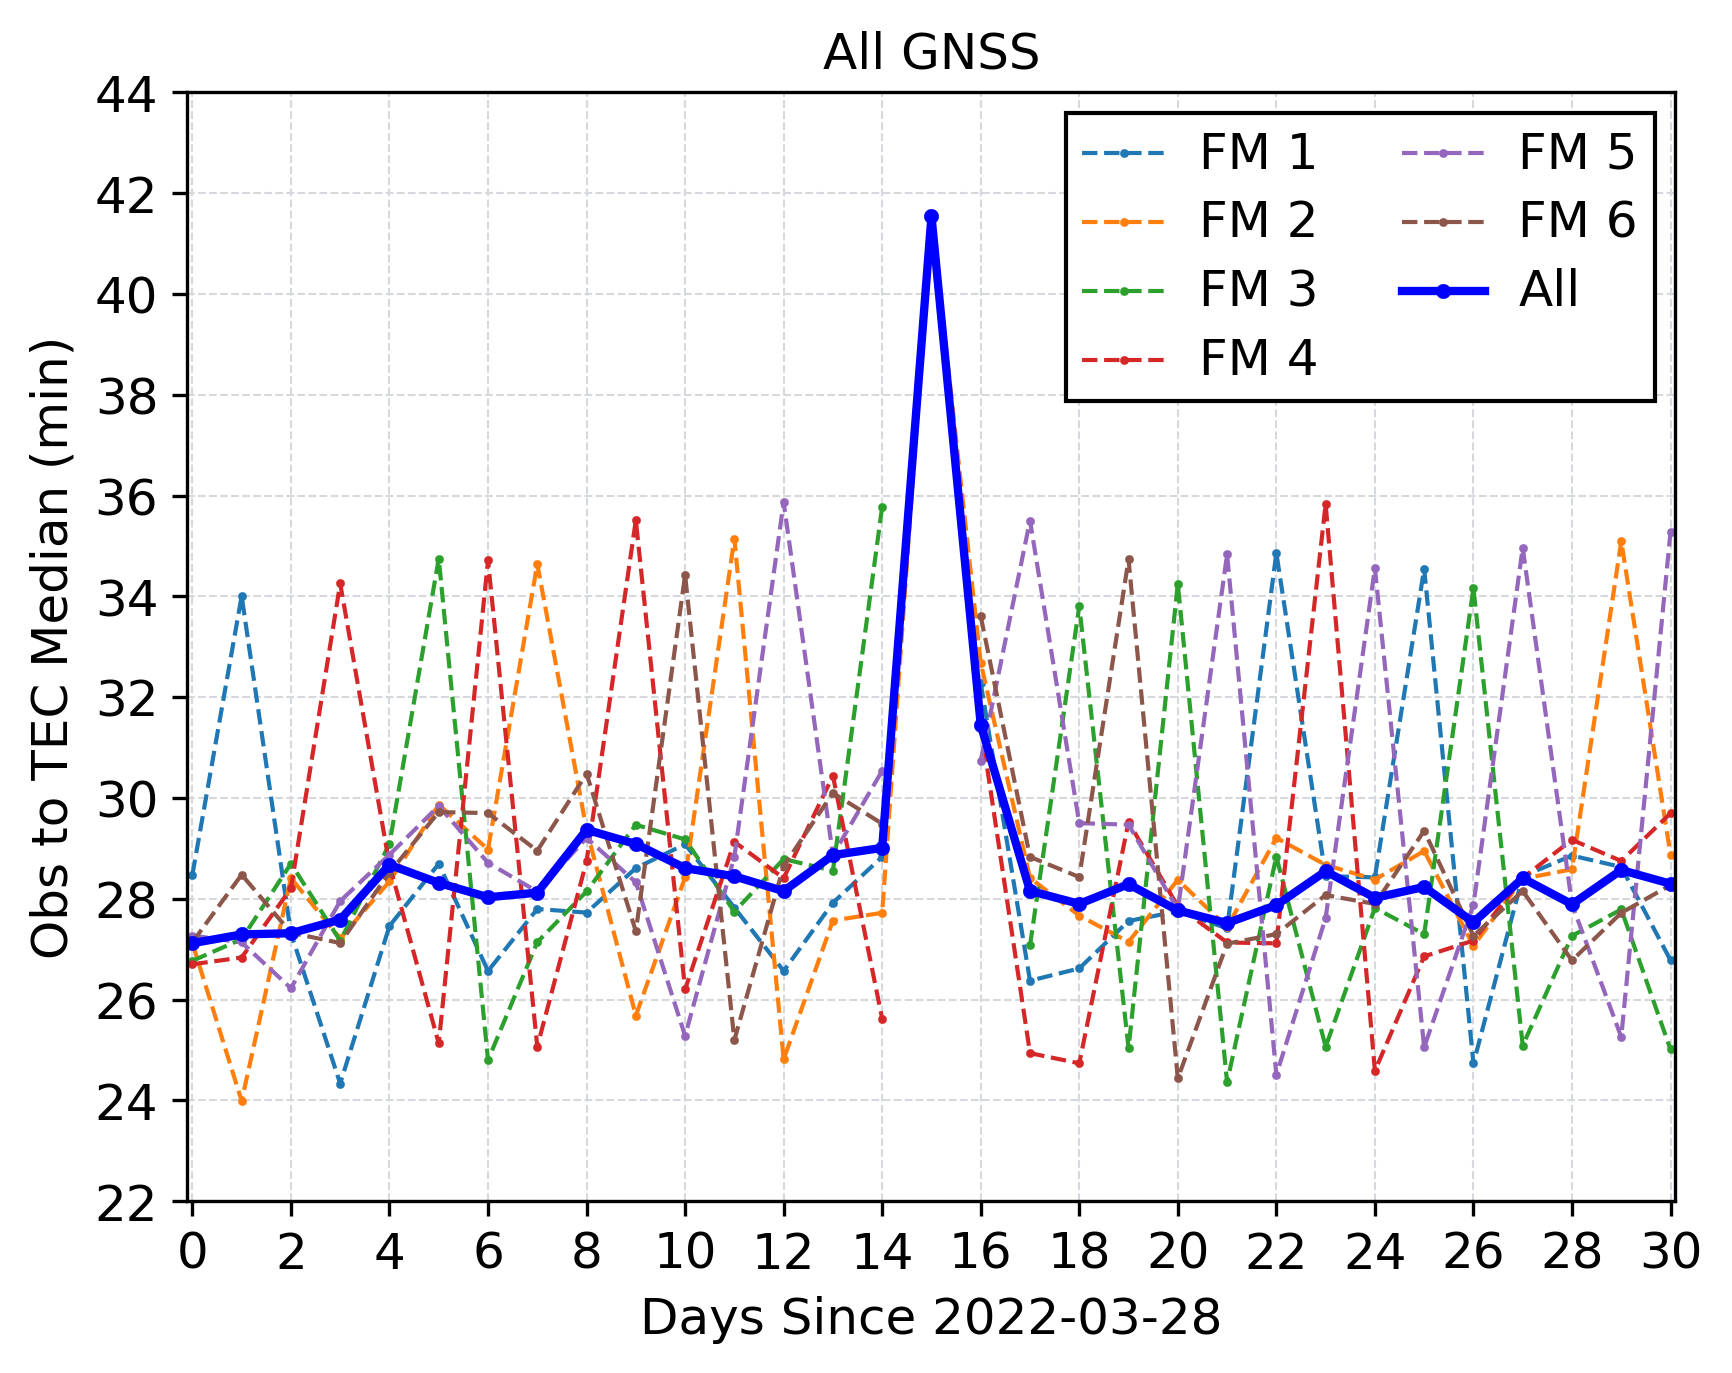 All GNSS
44
42
40
38
36
34
32
30
28
26
24
22
Obs to TEC Median (min)
FM 1
FM 2
FM 3
FM 4
FM 5
FM 6
All
0 2 4 6 8 10 12 14 16 18 20 22 24 26 28 30
Days Since 2022-03-28